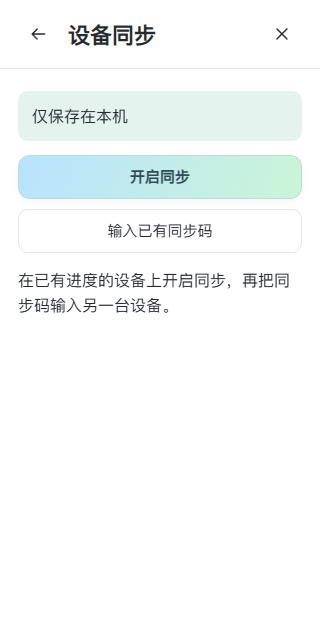 设备同步
仅保存在本机
开启同步
输入已有同步码
在已有进度的设备上开启同步，再把同
步码输入另一台设备。